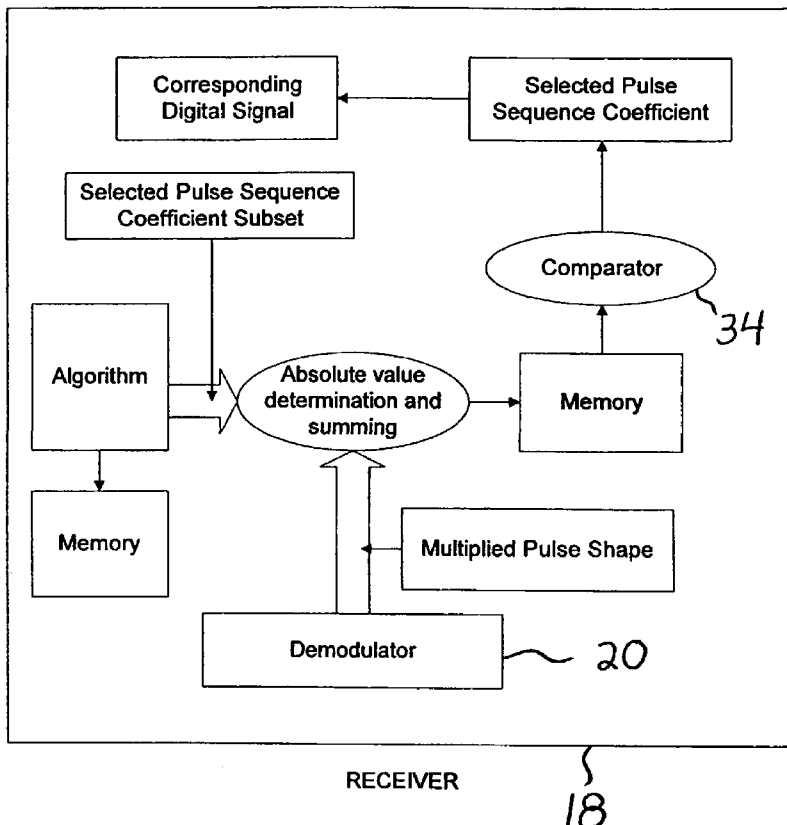 Corresponding
Digital Signal
Selected Pulse
Sequence Coefficient
Selected Pulse Sequence
Coefficient Subset
Comparator
34
Algorithm
Absolute value
determination and
summing
Memory
Memory
Multiplied Pulse Shape
Demodulator
20
RECEIVER
18